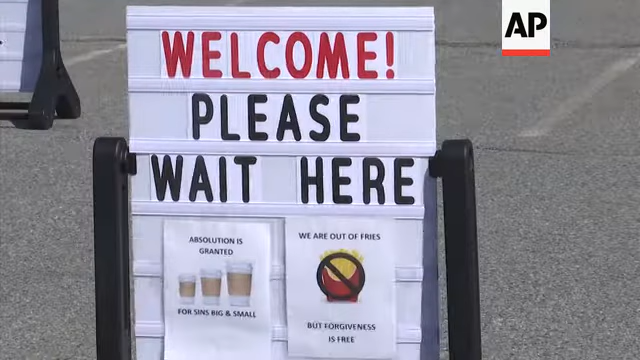 AP
WELCOME!
PLEASE
WAIT HERE
ABSOLUTION IS
GRANTED
FOR SINS BIG & SMALL
WE ARE OUT OF FRIES
BUT FORGIVENESS
IS FREE